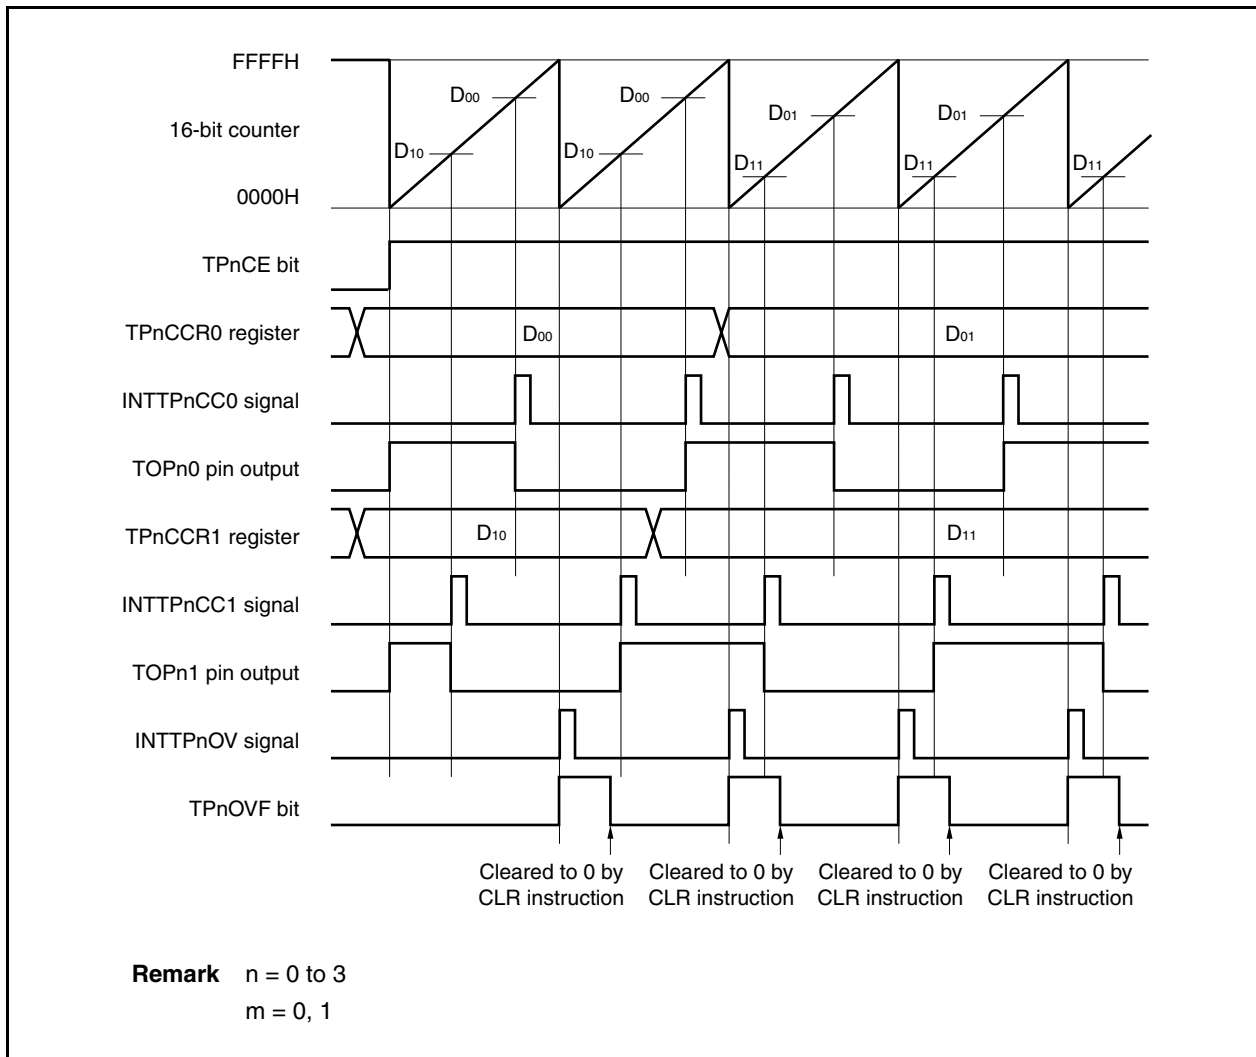 FFFFH
D00
D00
D01
D01
16-bit counter
D10
D10
D11
D11
D11
0000H
TPnCE bit
TPnCCR0 register
D00
D01
INTTPnCC0 signal
TOPn0 pin output
TPnCCR1 register
D10
D11
INTTPnCC1 signal
TOPn1 pin output
INTTPnOV signal
TPnOVF bit
Cleared to 0 by
CLR instruction
Cleared to 0 by
CLR instruction
Cleared to 0 by
CLR instruction
Cleared to 0 by
CLR instruction
Remark n = 0 to 3
m = 0, 1